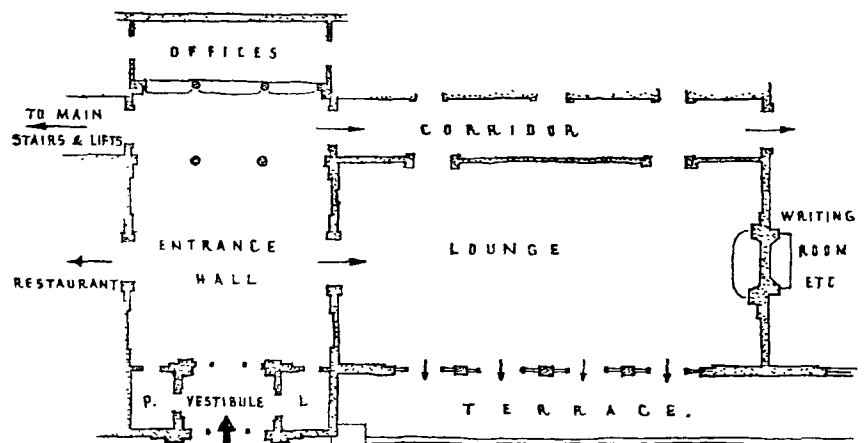 OFFICES
TO MAIN
STAIRS & LIFTS
CORRIDOR
WRITING
ROOM
ETC
ENTRANCE
HALL
LOUNGE
RESTAURANT
P. VESTIBULE L
TERRACE.